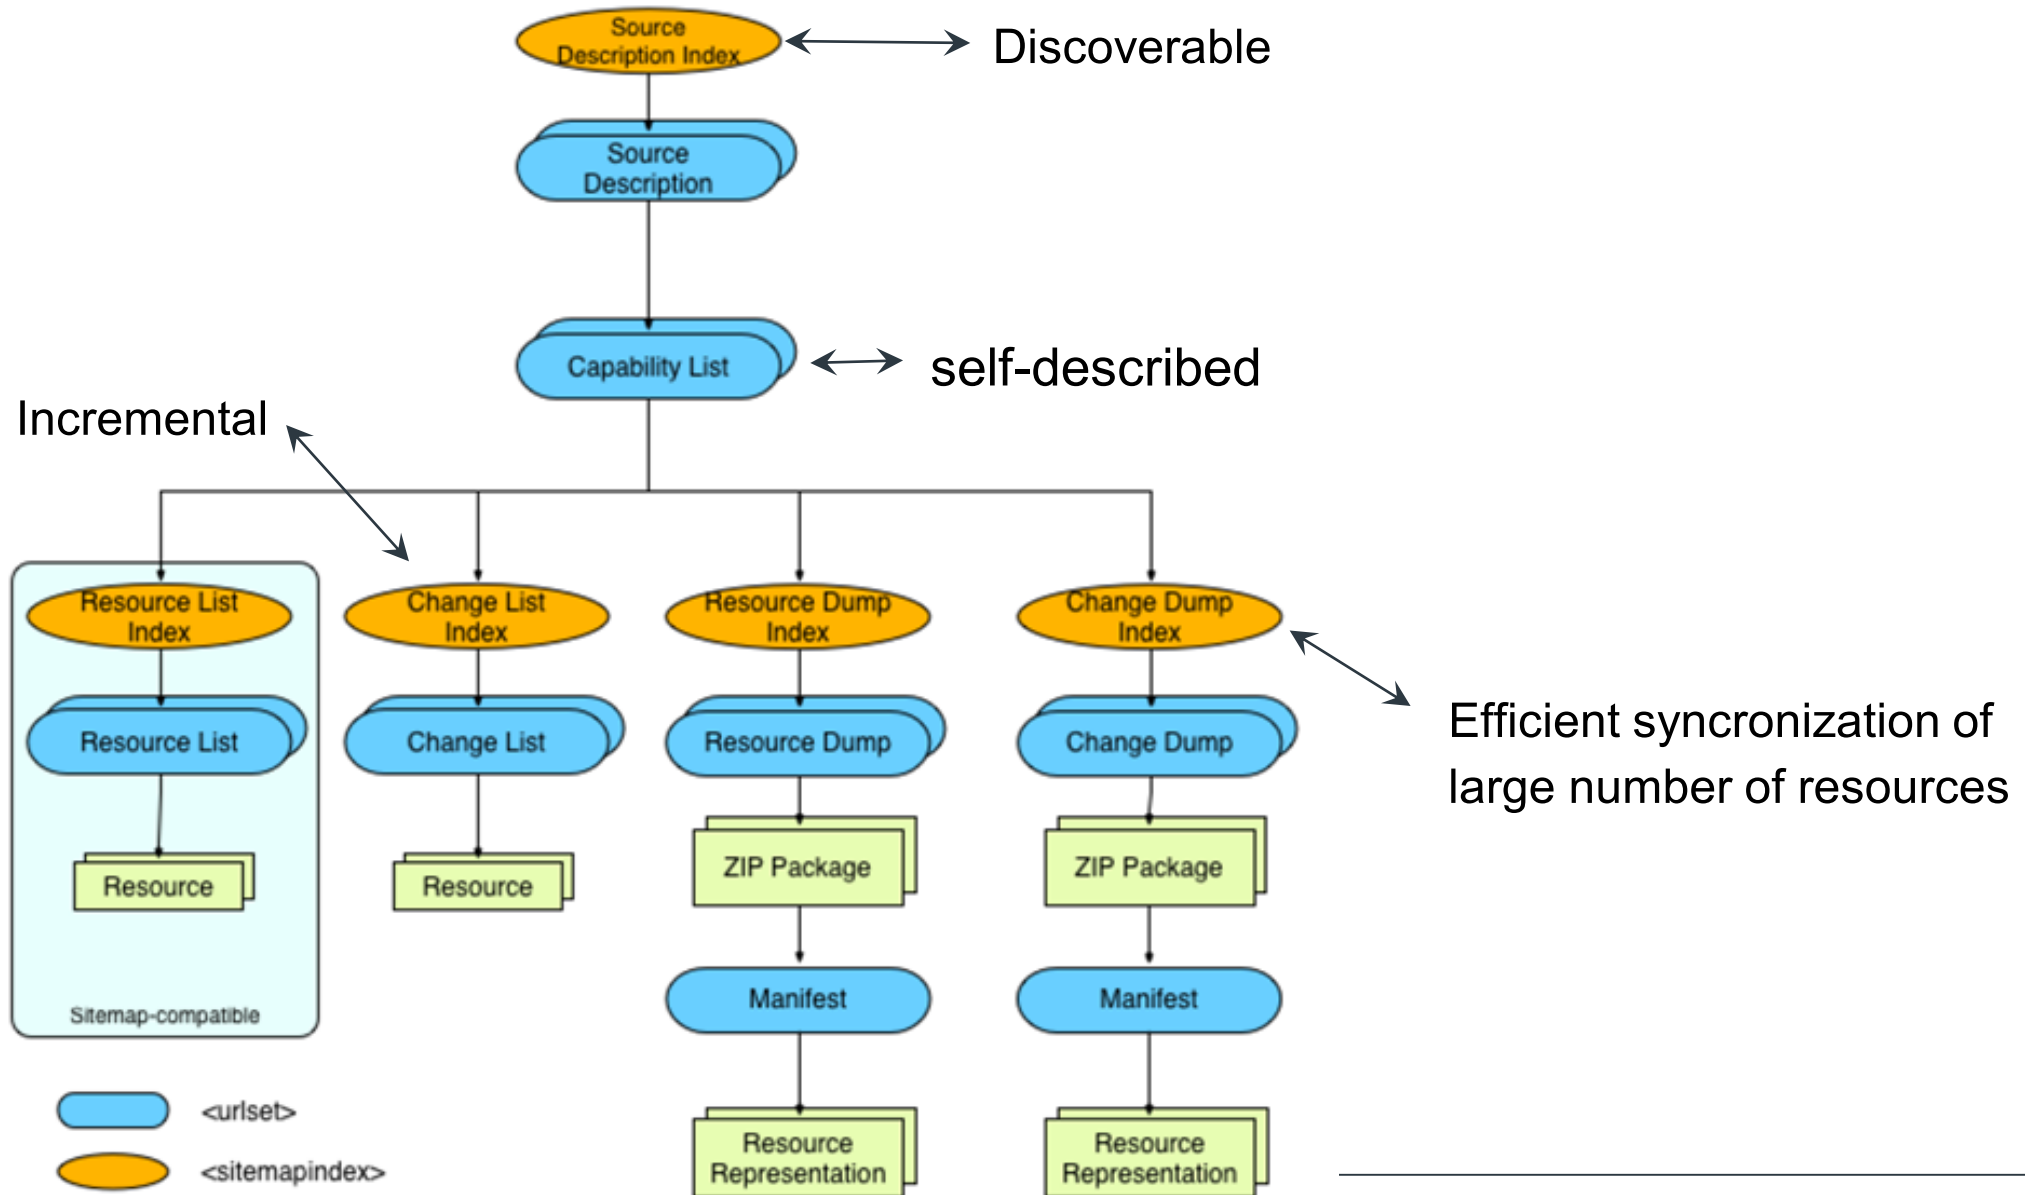 Source
Description Index
Discoverable
Source
Description
Capability List
self-described
Incremental
Resource List
Index
Change List
Index
Resource Dump
Index
Change Dump
Index
Resource List
Change List
Resource Dump
Change Dump
Efficient syncronization of
large number of resources
Resource
Resource
ZIP Package
ZIP Package
Manifest
Manifest
Sitemap-compatible
<urlset>
<sitemapindex>
Resource
Representation
Resource
Representation